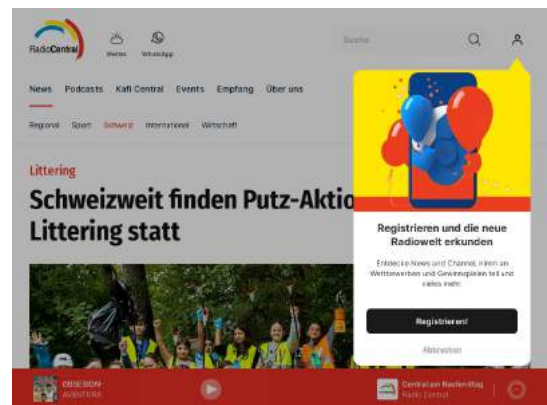 RadioCentral
Wetter
WhatsApp
Suche
News Podcasts Kafi Central Events Empfang Über uns
Regional Sport Schweiz International Wirtschaft
Littering
Schweizweit finden Putz-Aktio
Littering statt
Registrieren und die neue
Radiowelt erkunden
Entdecke News und Channel, nimm an
Wettbewerben und Gewinnspielen teil und
vieles mehr.
Registrieren!
Abbrechen
OBSESION-
AVENTURA
Central am Nachmittag
Radio Central